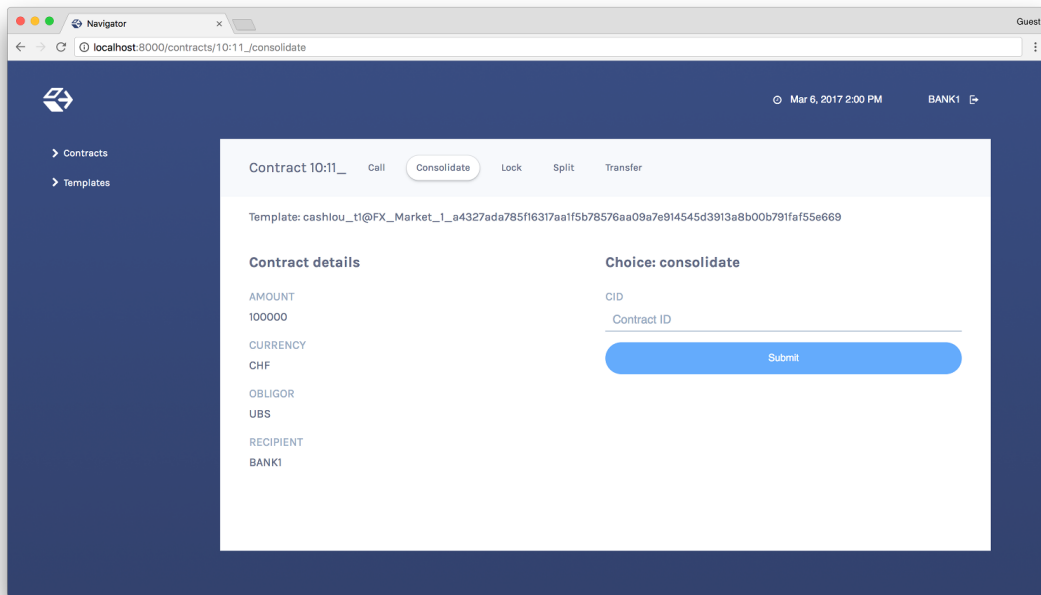 Navigator
Guest
localhost:8000/contracts/10:11_/consolidate
Mar 6, 2017 2:00 PM
BANK1
Contracts
Templates
Contract 10:11_ Call Consolidate Lock Split Transfer
Template: cashIou_t1@FX_Market_1_a4327ada785f16317aa1f5b78576aa09a7e914545d3913a8b00b791faf55e669
Contract details
AMOUNT
100000
CURRENCY
CHF
OBLIGOR
UBS
RECIPIENT
BANK1
Choice: consolidate
CID
Contract ID
Submit